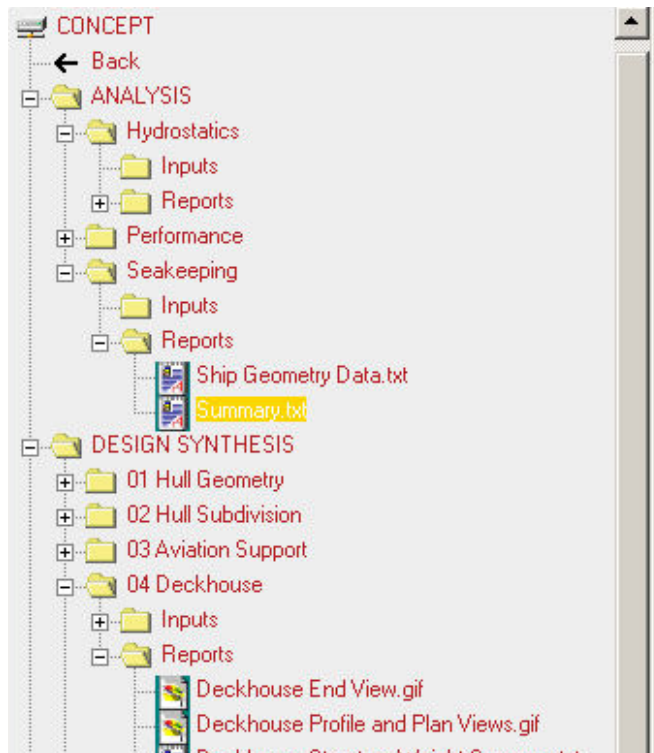 CONCEPT
Back
ANALYSIS
Hydrostatics
Inputs
Reports
Performance
Seakeeping
Inputs
Reports
Ship Geometry Data.txt
Summary.txt
DESIGN SYNTHESIS
01 Hull Geometry
02 Hull Subdivision
03 Aviation Support
04 Deckhouse
Inputs
Reports
Deckhouse End View.gif
Deckhouse Profile and Plan Views.gif